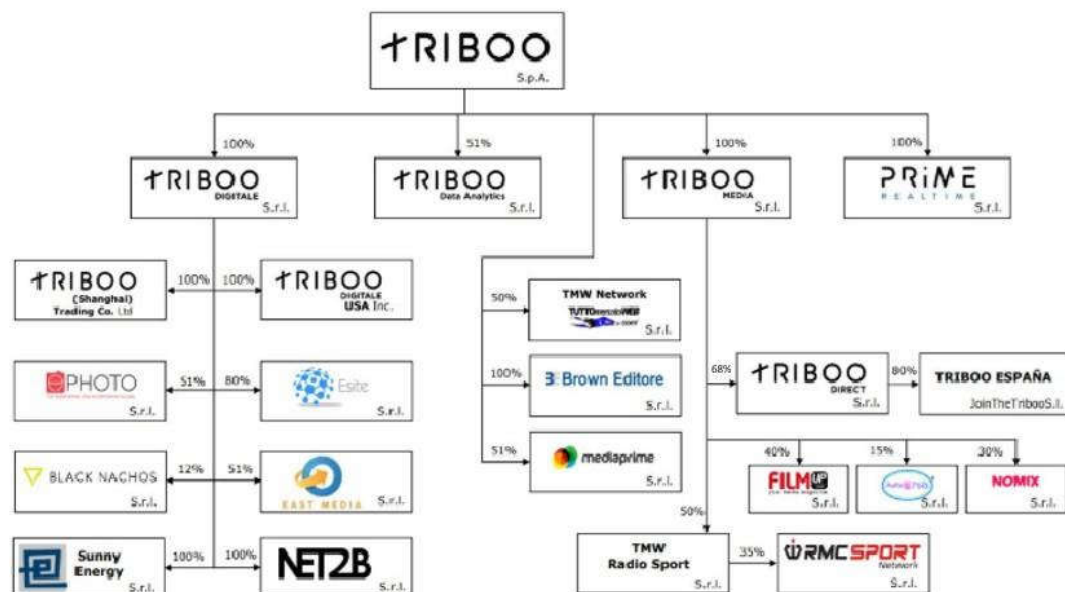 TRIBOO
S.p.A.
100%
51%
100%
100%
TRIBOO
DIGITALE
S.r.l.
TRIBOO
Data Analytics
S.r.l.
TRIBOO
MEDIA
S.r.l.
PRiME
REALTIME
S.r.l.
TRIBOO
(Shanghai)
Trading Co. Ltd
100%
100%
TRIBOO
DIGITALE
USA Inc.
50%
TMW Network
TUTTOmercatoWEB
S.r.l.
PHOTO
S.r.l.
51%
80%
Esite
S.r.l.
100%
Brown Editore
S.r.l.
68%
TRIBOO
DIRECT
S.r.l.
80%
TRIBOO ESPAÑA
JoinTheTribooS.l.
BLACK NACHOS
S.r.l.
12%
51%
EAST MEDIA
S.r.l.
51%
mediaprime
S.r.l.
40%
15%
30%
FILM UP
S.r.l.
S.r.l.
NOMIX
S.r.l.
Sunny
Energy
S.r.l.
100%
100%
NET2B
S.r.l.
50%
TMW
Radio Sport
S.r.l.
35%
RMC SPORT
Network
S.r.l.